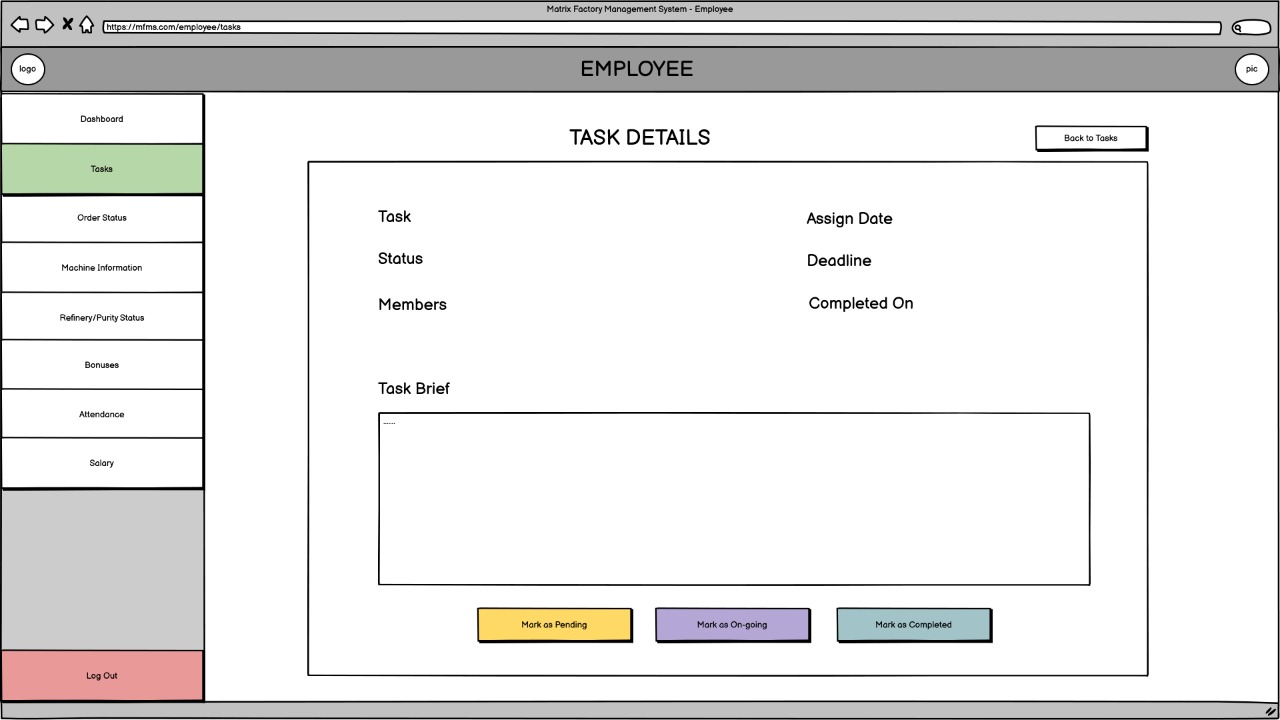 Matrix Factory Management System - Employee
https://mfms.com/employee/tasks
logo
EMPLOYEE
pic
Dashboard
Tasks
Order Status
Machine Information
Refinery/Purity Status
Bonuses
Attendance
Salary
Log Out
TASK DETAILS
Back to Tasks
Task
Assign Date
Status
Deadline
Members
Completed On
Task Brief
......
Mark as Pending
Mark as On-going
Mark as Completed